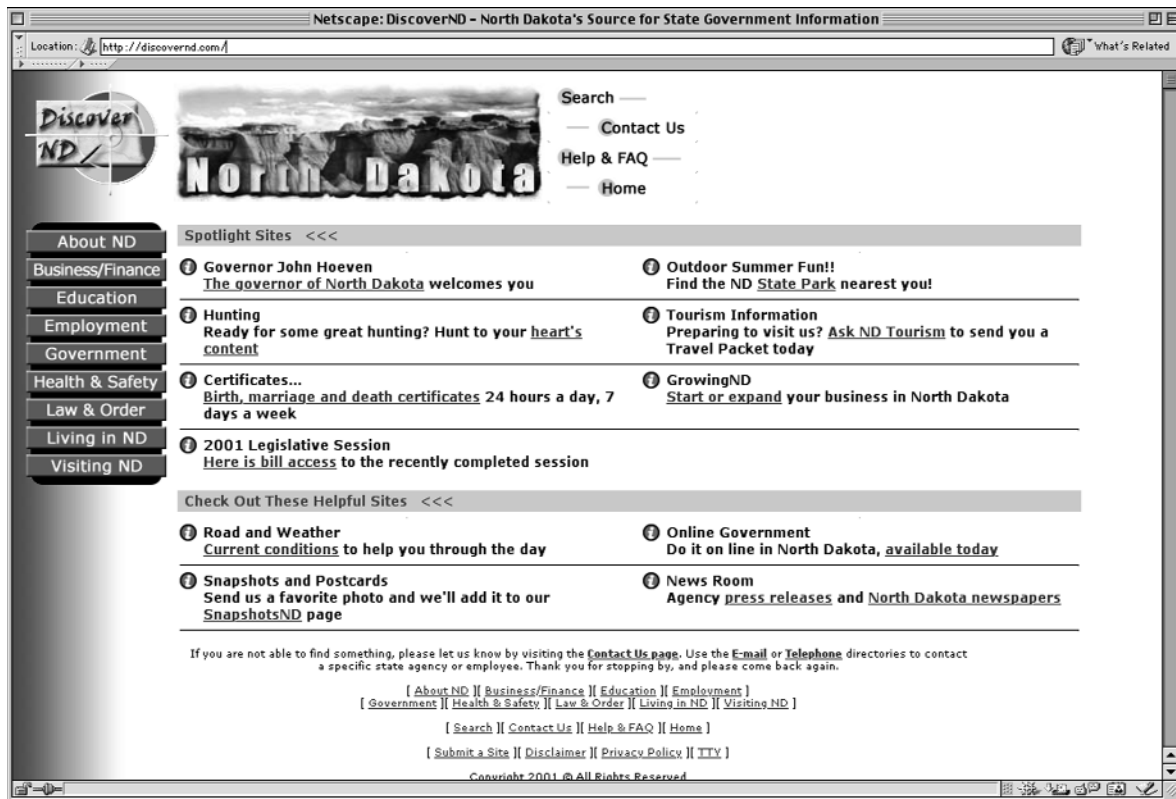 Netscape: DiscoverND - North Dakota's Source for State Government Information
Location: http://discovernd.com/
What's Related
Discover
ND
North Dakota
Search
Contact Us
Help & FAQ
Home
About ND
Business/Finance
Education
Employment
Government
Health & Safety
Law & Order
Living in ND
Visiting ND
Spotlight Sites <<<
Governor John Hoeven
The governor of North Dakota welcomes you
Outdoor Summer Fun!!
Find the ND State Park nearest you!
Hunting
Ready for some great hunting? Hunt to your heart's
content
Tourism Information
Preparing to visit us? Ask ND Tourism to send you a
Travel Packet today
Certificates...
Birth, marriage and death certificates 24 hours a day, 7
days a week
GrowingND
Start or expand your business in North Dakota
2001 Legislative Session
Here is bill access to the recently completed session
Check Out These Helpful Sites <<<
Road and Weather
Current conditions to help you through the day
Online Government
Do it on line in North Dakota, available today
Snapshots and Postcards
Send us a favorite photo and we'll add it to our
SnapshotsND page
News Room
Agency press releases and North Dakota newspapers
If you are not able to find something, please let us know by visiting the Contact Us page. Use the E-mail or Telephone directories to contact
a specific state agency or employee. Thank you for stopping by, and please come back again.
[ About ND ][ Business/Finance ][ Education ][ Employment ]
[ Government ][ Health & Safety ][ Law & Order ][ Living in ND ][ Visiting ND ]
[ Search ][ Contact Us ][ Help & FAQ ][ Home ]
[ Submit a Site ][ Disclaimer ][ Privacy Policy ][ TTY ]
Copyright 2001 © All Rights Reserved